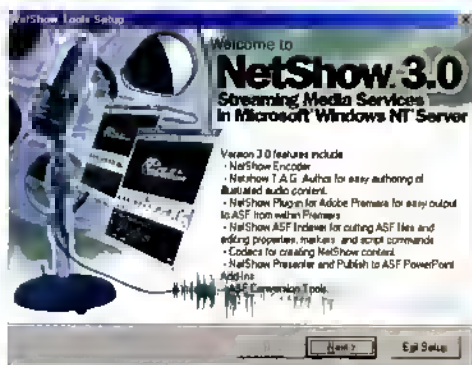 NetShow Tools Setup
Welcome to
NetShow 3.0
Streaming Media Services
in Microsoft Windows NT Server
Version 3.0 features include
- NetShow Encoder
- Netshow T.A.G. Author for easy authoring of
illustrated audio content.
- NetShow Plug-in for Adobe Premiere for easy output
to ASF from within Premiere
- NetShow ASF Indexer for cutting ASF files and
editing properties, markers, and script commands
- Codecs for creating NetShow content
- NetShow Presenter and Publish to ASF PowerPoint
Add-Ins
- ASF Conversion Tools
Next >
Exit Setup